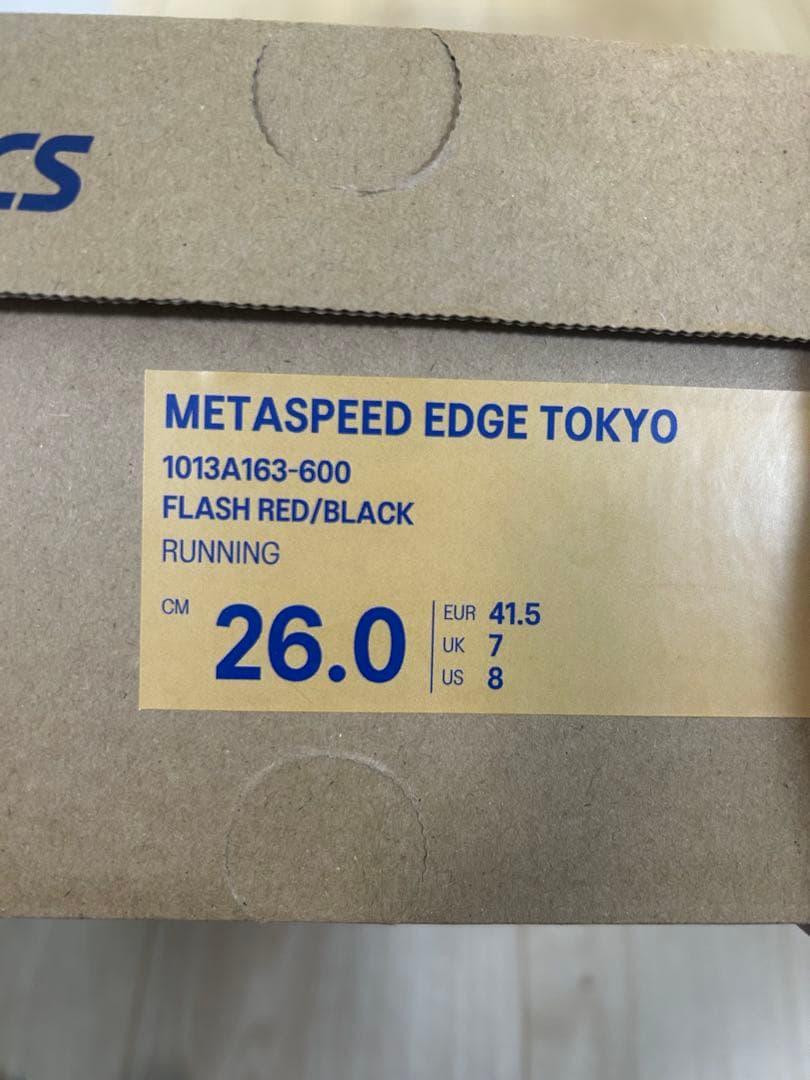 CS
METASPEED EDGE TOKYO
1013A163-600
FLASH RED/BLACK
RUNNING
CM 26.0
EUR 41.5
UK 7
US 8